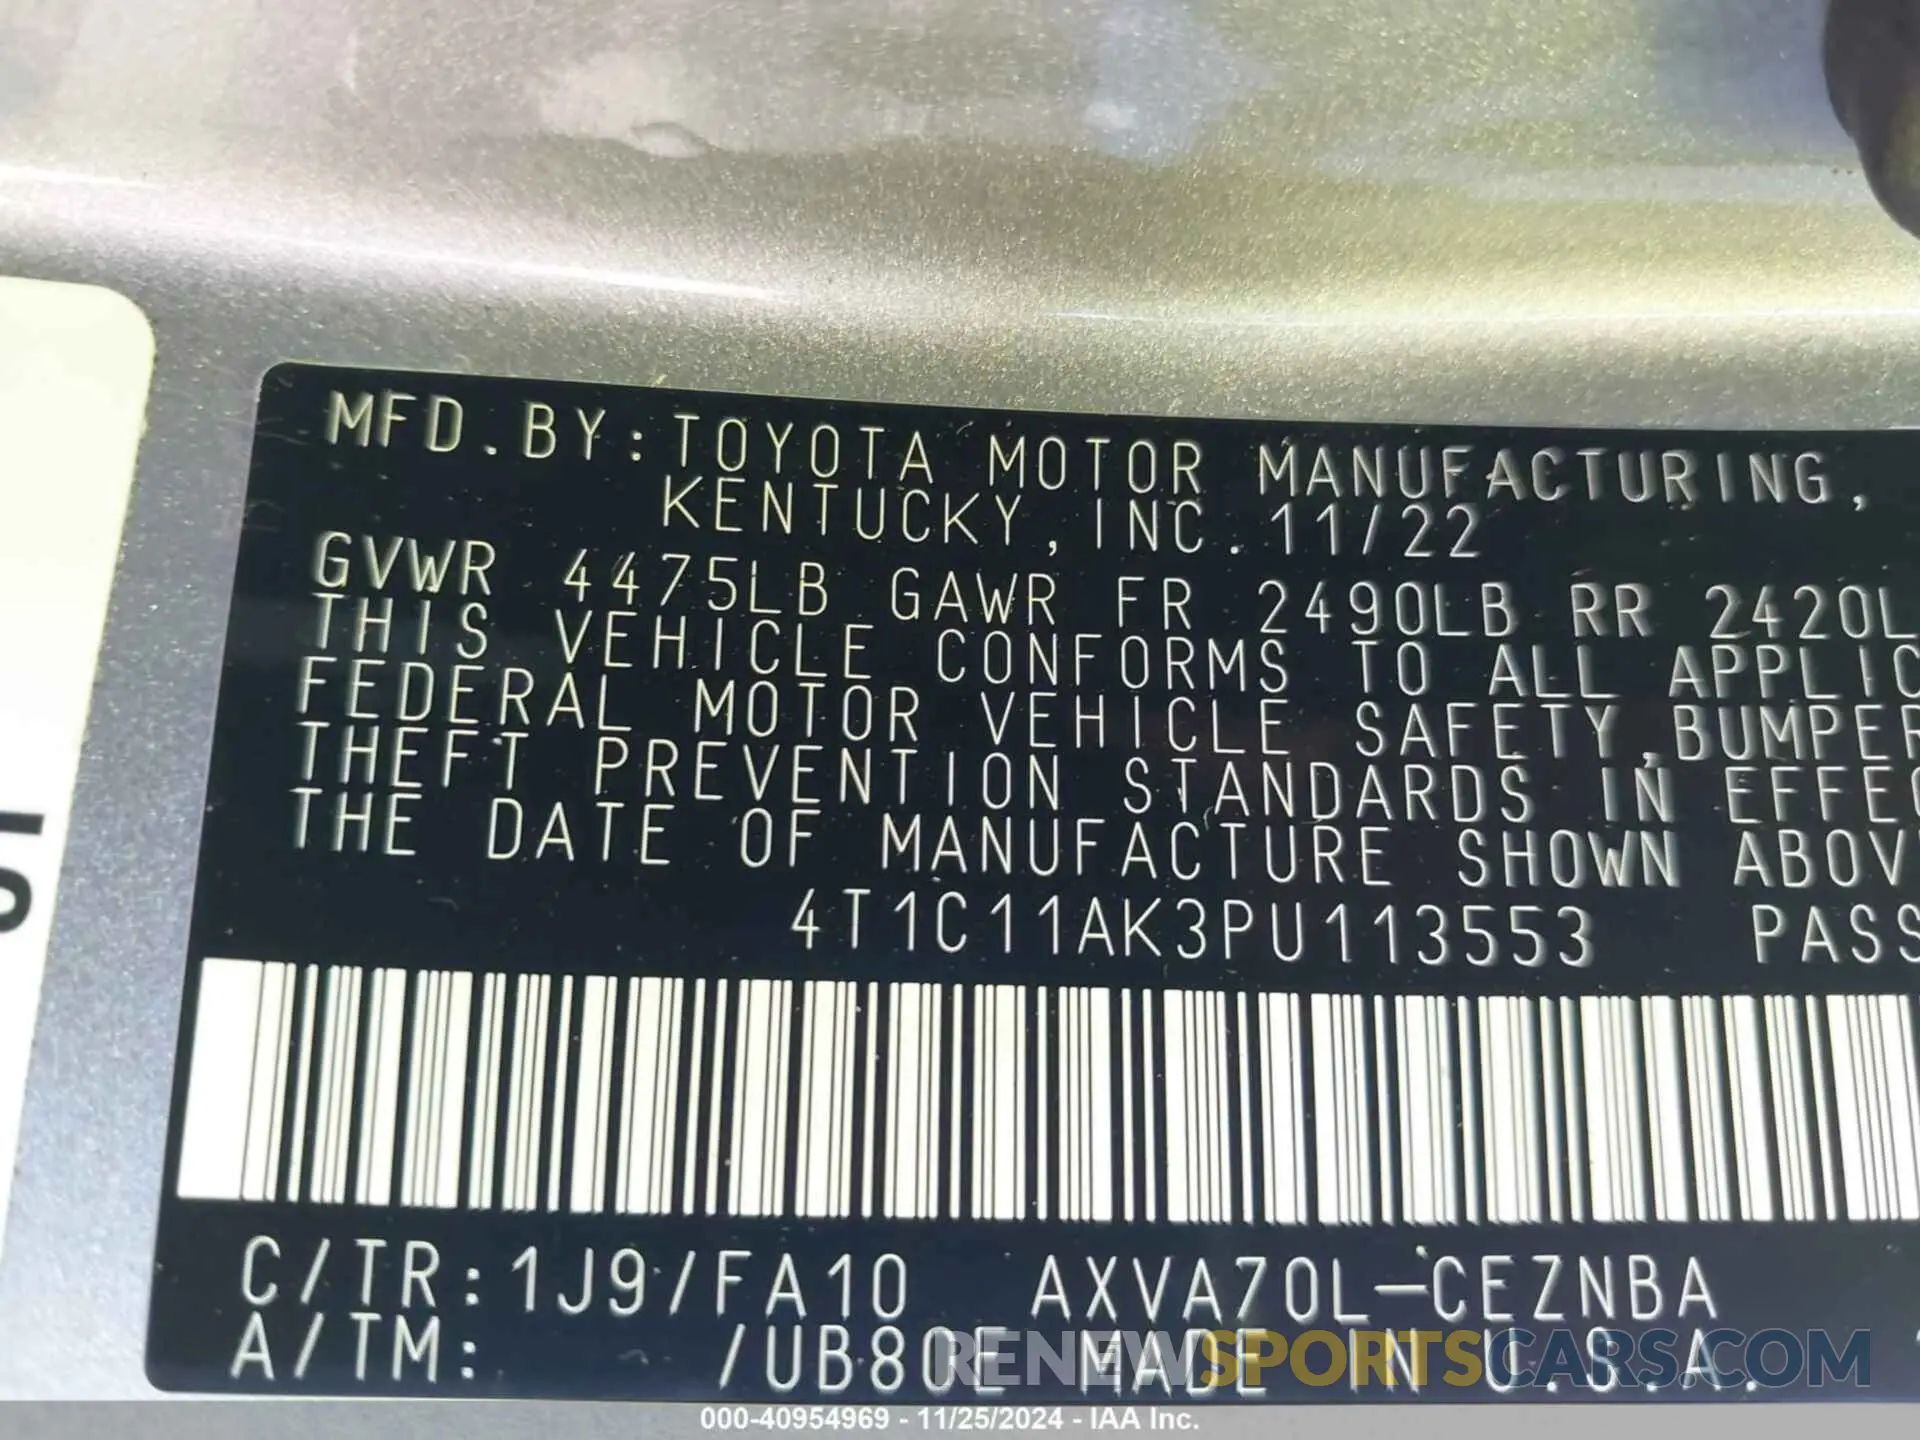 MFD.BY:TOYOTA MOTOR MANUFACTURING,
KENTUCKY,INC.11/22
GVWR 4475LB GAWR FR 2490LB RR 2420L
THIS VEHICLE CONFORMS TO ALL APPLIC
FEDERAL MOTOR VEHICLE SAFETY,BUMPER
THEFT PREVENTION STANDARDS IN EFFEC
THE DATE OF MANUFACTURE SHOWN ABOV
4T1C11AK3PU113553 PASS
C/TR:1J9/FA10 AXVA70L-CEZNBA
A/TM: /UB80E MADE IN U.S.A.
RENEWSPORTSCARS.COM
000-40954969 - 11/25/2024 - IAA Inc.